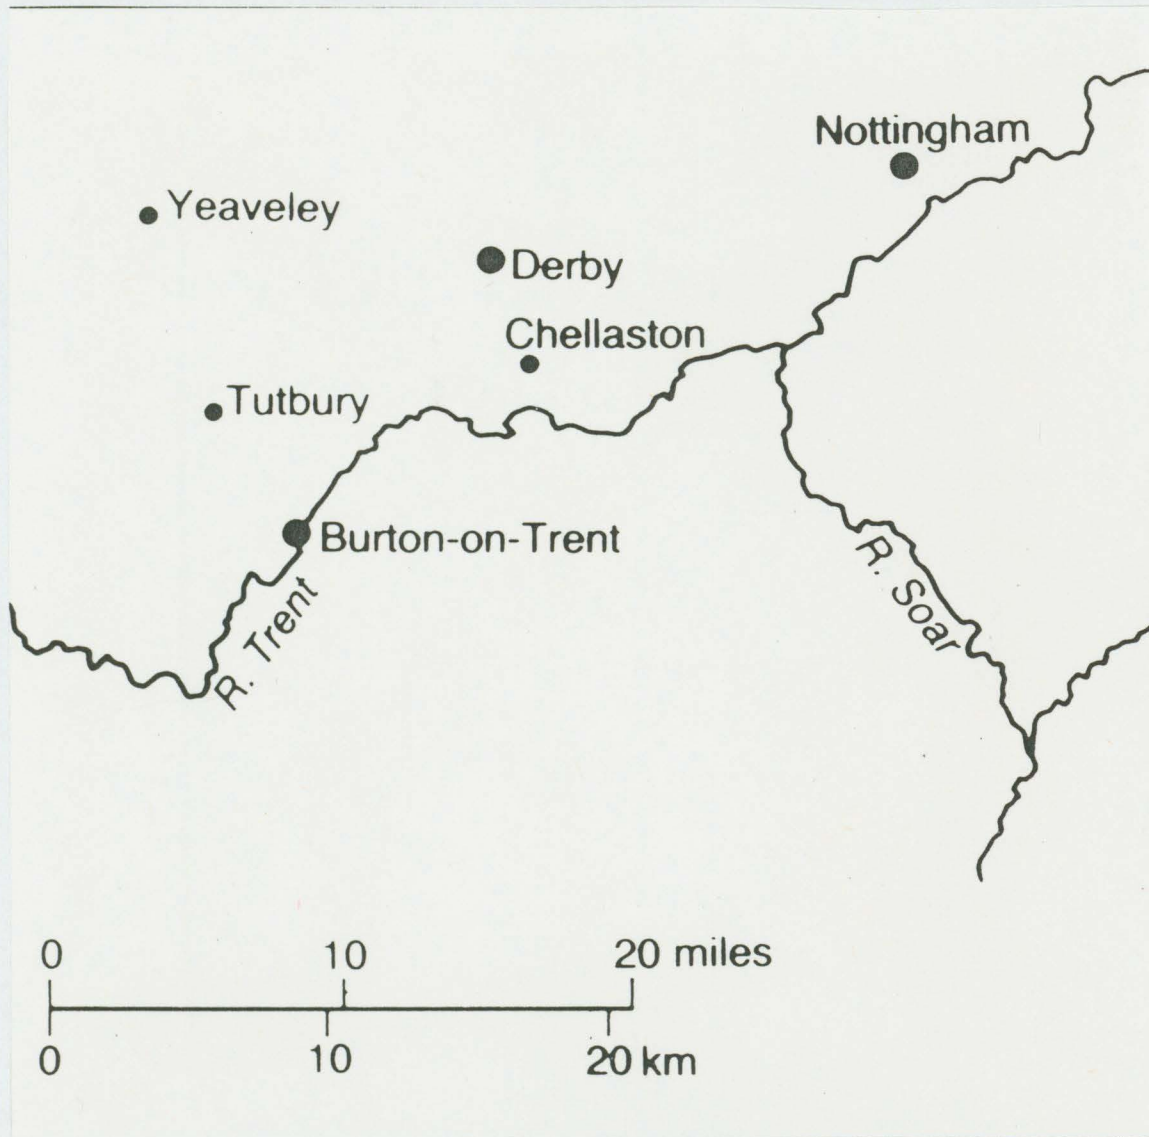 Nottingham
Yeaveley
Derby
Chellaston
Tutbury
Burton-on-Trent
R. Trent
R. Soar
0 10 20 miles
0 10 20 km